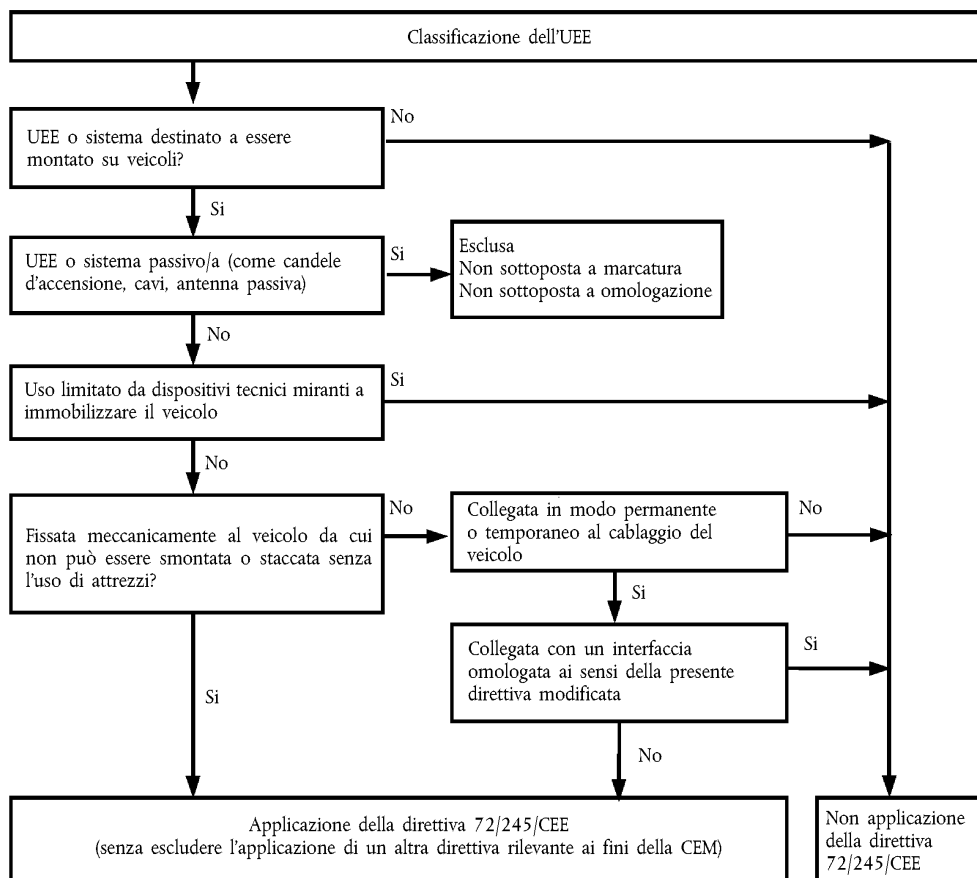 Classificazione dell'UEE
No
UEE o sistema destinato a essere
montato su veicoli?
Si
UEE o sistema passivo/a (come candele
d'accensione, cavi, antenna passiva)
Si
Esclusa
Non sottoposta a marcatura
Non sottoposta a omologazione
No
Uso limitato da dispositivi tecnici miranti a
immobilizzare il veicolo
Si
No
Fissata meccanicamente al veicolo da cui
non può essere smontata o staccata senza
l'uso di attrezzi?
No
Collegata in modo permanente
o temporaneo al cablaggio del
veicolo
No
Si
Collegata con un interfaccia
omologata ai sensi della presente
direttiva modificata
Si
Si
No
Applicazione della direttiva 72/245/CEE
(senza escludere l'applicazione di un altra direttiva rilevante ai fini della CEM)
Non applicazione
della direttiva
72/245/CEE